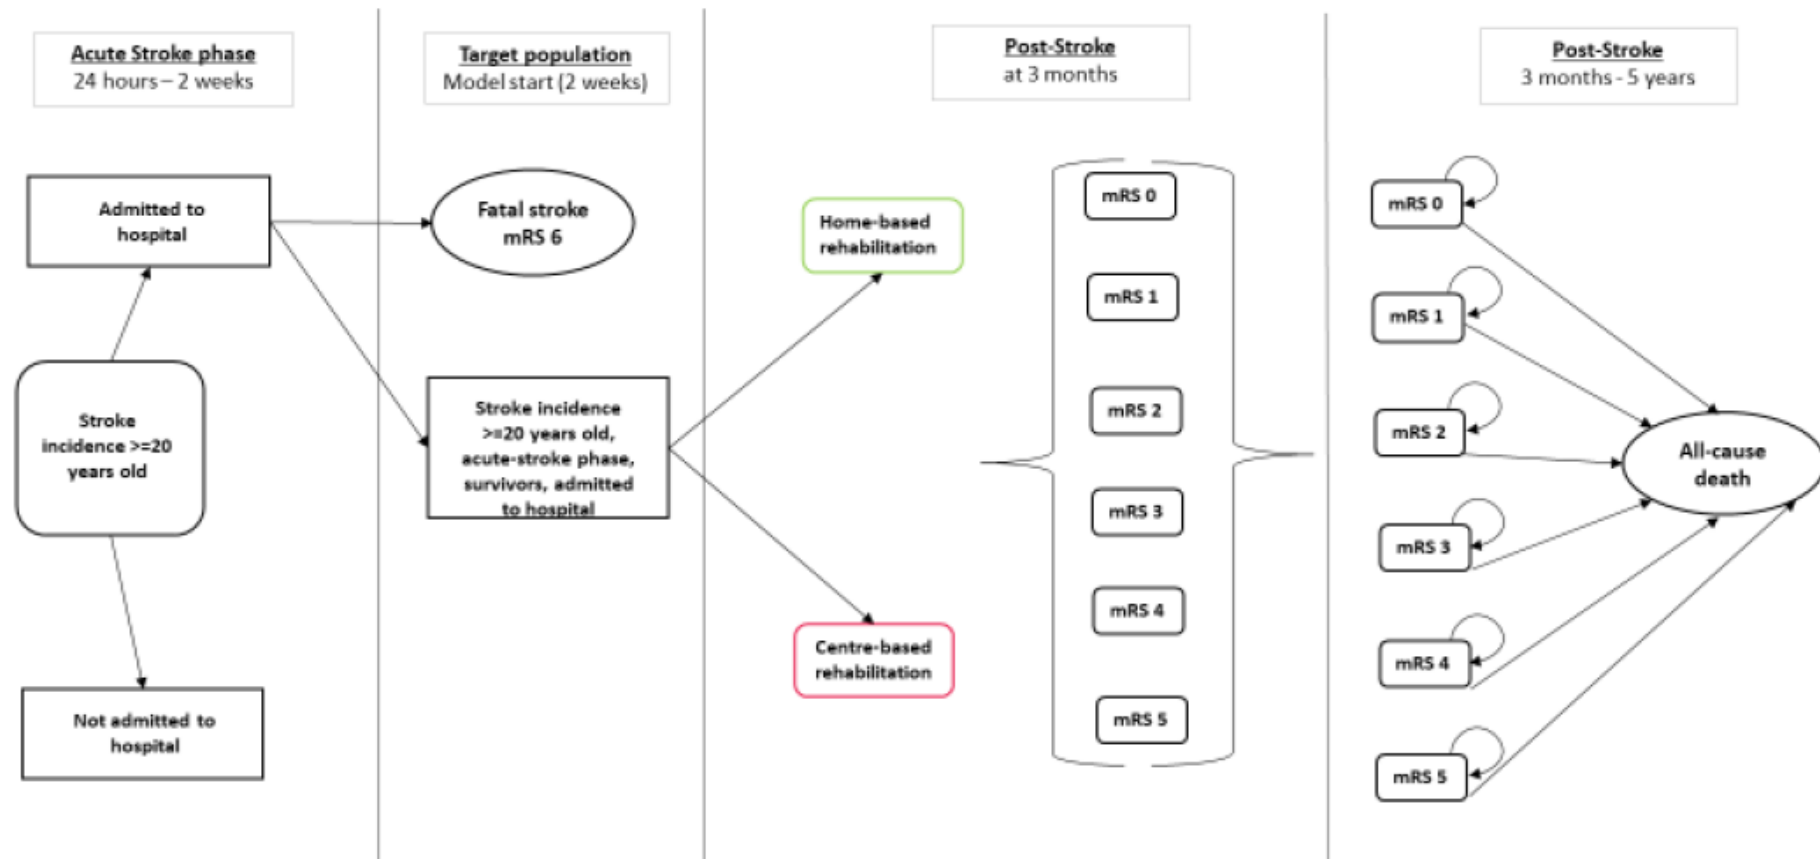 Acute Stroke phase
24 hours – 2 weeks
Target population
Model start (2 weeks)
Post-Stroke
at 3 months
Post-Stroke
3 months - 5 years
Admitted to
hospital
Stroke
incidence >=20
years old
Not admitted to
hospital
Fatal stroke
mRS 6
Stroke incidence
>=20 years old,
acute-stroke phase,
survivors, admitted
to hospital
Home-based
rehabilitation
Centre-based
rehabilitation
mRS 0
mRS 1
mRS 2
mRS 3
mRS 4
mRS 5
mRS 0
mRS 1
mRS 2
mRS 3
mRS 4
mRS 5
All-cause
death